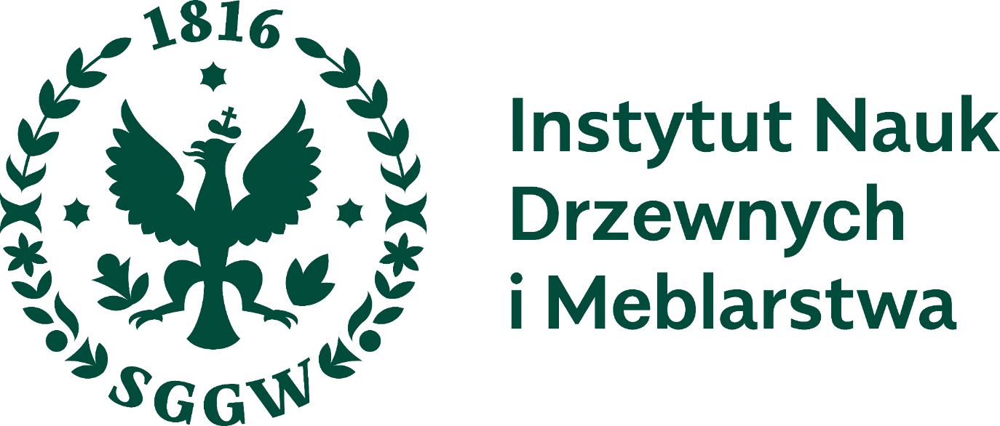 1816
SGGW
Instytut Nauk
Drzewnych
i Meblarstwa